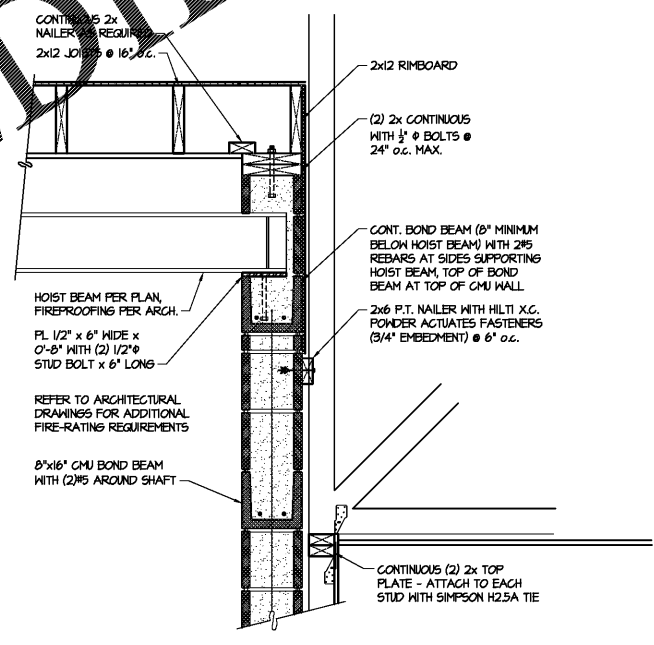 CONTINUOUS 2x
NAILER AS REQUIRED
2x12 JOISTS @ 16" o.c.
2x12 RIMBOARD
(2) 2x CONTINUOUS
WITH ½" Φ BOLTS @
24" o.c. MAX.
CONT. BOND BEAM (8" MINIMUM
BELOW HOIST BEAM) WITH 2#5
REBARS AT SIDES SUPPORTING
HOIST BEAM, TOP OF BOND
BEAM AT TOP OF CMU WALL
HOIST BEAM PER PLAN,
FIREPROOFING PER ARCH.
PL 1/2" x 6" WIDE x
0'-8" WITH (2) 1/2"Φ
STUD BOLT x 6" LONG
2x6 P.T. NAILER WITH HILTI X.C.
POWDER ACTUATES FASTENERS
(3/4" EMBEDMENT) @ 6" o.c.
REFER TO ARCHITECTURAL
DRAWINGS FOR ADDITIONAL
FIRE-RATING REQUIREMENTS
8"x16" CMU BOND BEAM
WITH (2)#5 AROUND SHAFT
CONTINUOUS (2) 2x TOP
PLATE - ATTACH TO EACH
STUD WITH SIMPSON H2.5A TIE